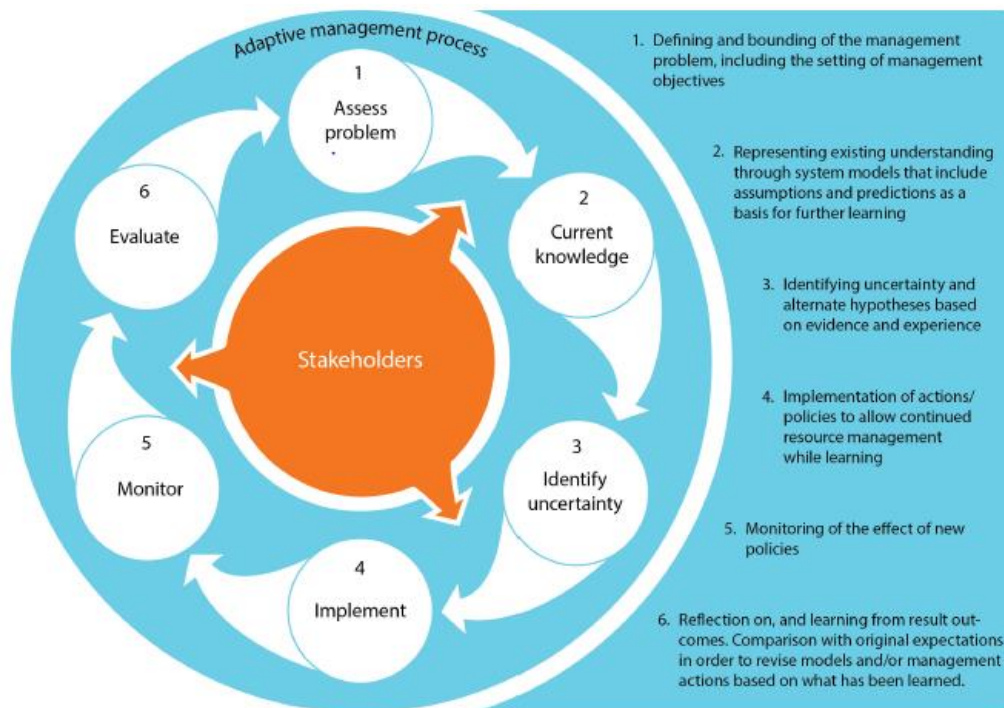 Adaptive management process
1
Assess
problem
2
Current
knowledge
3
Identify
uncertainty
4
Implement
5
Monitor
6
Evaluate
Stakeholders
1. Defining and bounding of the management
problem, including the setting of management
objectives
2. Representing existing understanding
through system models that include
assumptions and predictions as a
basis for further learning
3. Identifying uncertainty and
alternate hypotheses based
on evidence and experience
4. Implementation of actions/
policies to allow continued
resource management
while learning
5. Monitoring of the effect of new
policies
6. Reflection on, and learning from result out-
comes. Comparison with original expectations
in order to revise models and/or management
actions based on what has been learned.